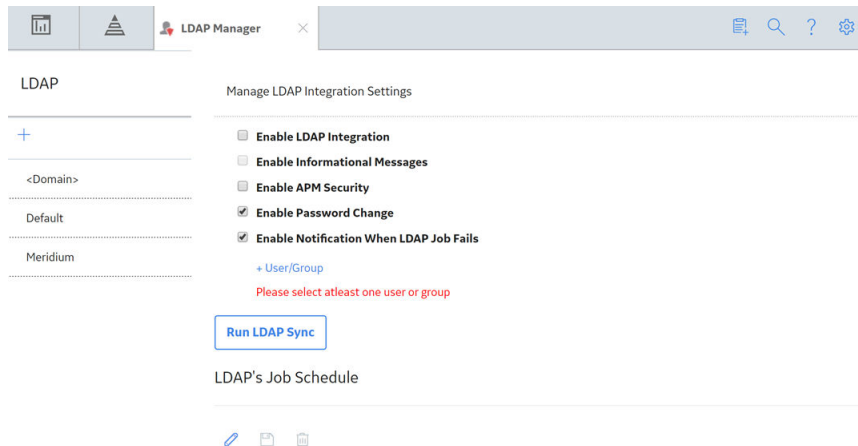 LDAP Manager
LDAP
Manage LDAP Integration Settings
Enable LDAP Integration
Enable Informational Messages
<Domain>
Enable APM Security
Default
Enable Password Change
Enable Notification When LDAP Job Fails
Meridium
+ User/Group
Please select atleast one user or group
Run LDAP Sync
LDAP's Job Schedule